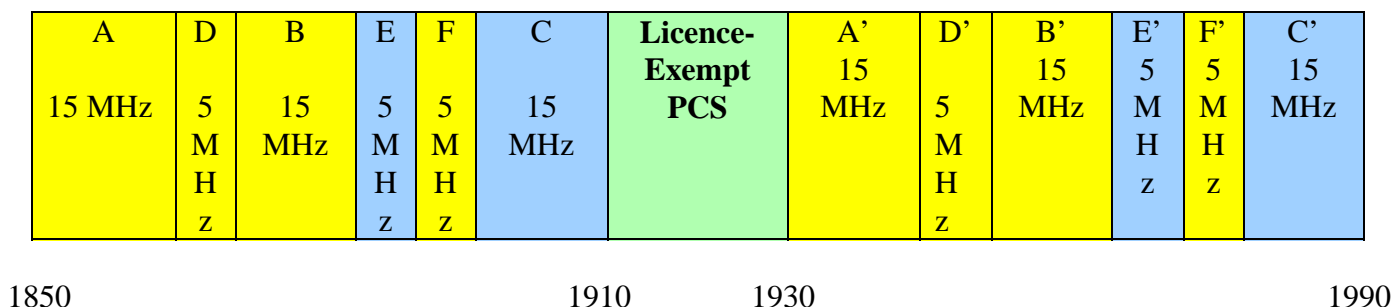 A D B E F C Licence- A’ D’ B’ E’ F’ C’
Exempt 15 15 5 5 15
15 MHz 5 15 5 5 15 PCS MHz 5 MHz M M MHz
M MHz M M MHz M H H
H H H H z z
z z z z
1850 1910 1930 1990